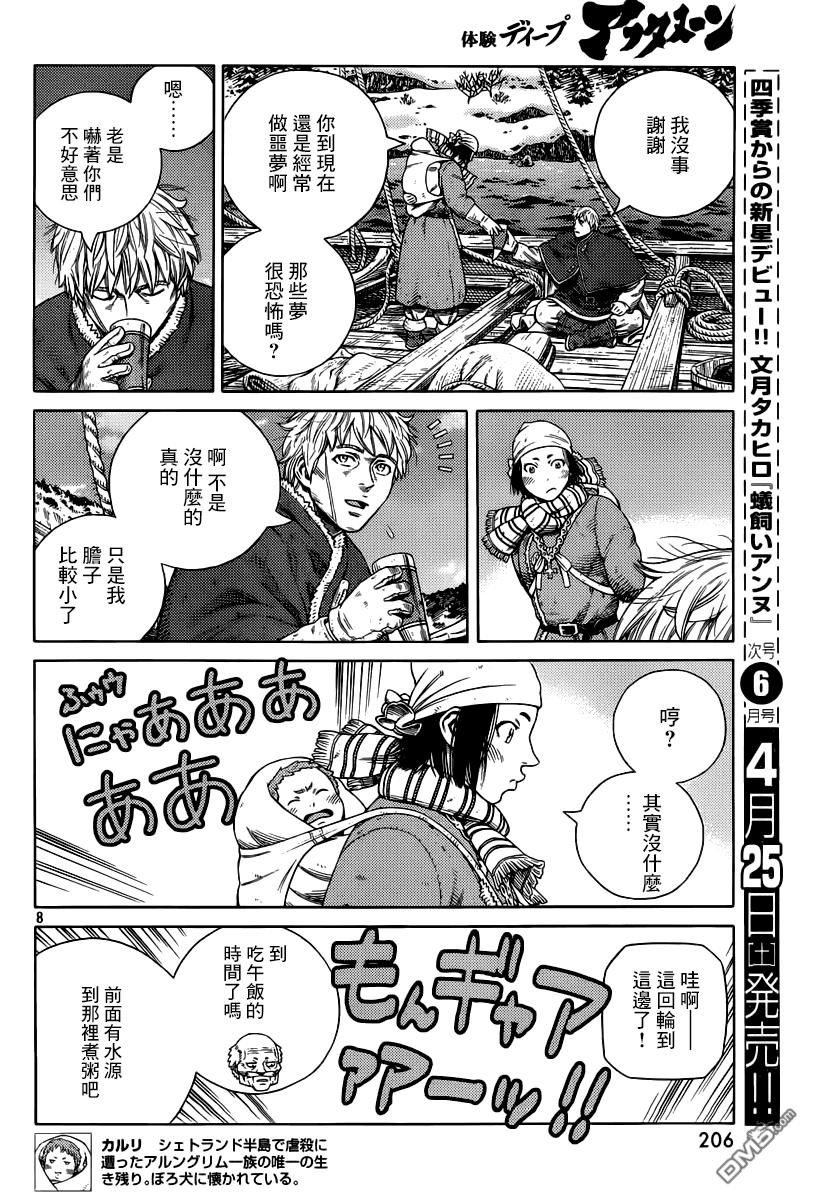 体験ディープ アフタヌーン
我沒事
謝謝
你到現在
還是經常
做噩夢啊
那些夢
很恐怖嗎？
嗯……
老是
嚇著你們
不好意思
啊 不是
沒什麼的
真的
只是我
膽子
比較小了
哼？
其實沒什麼
……
ふゥゥ
にゃあああ
ああ
哇啊──
這回輪到
這邊了！
もんギャア
アアーッ!!
到
吃午飯的
時間了嗎
前面有水源
到那裡煮粥吧
8
カルリ シェトランド半島で虐殺に
遭ったアルングリム一族の唯一の生
き残り。ぼろ犬に懐かれている。
206
四季賞からの新星デビュー!! 文月タカヒロ『蟻飼いアンヌ』
次号6月号
4月25日土発売!!